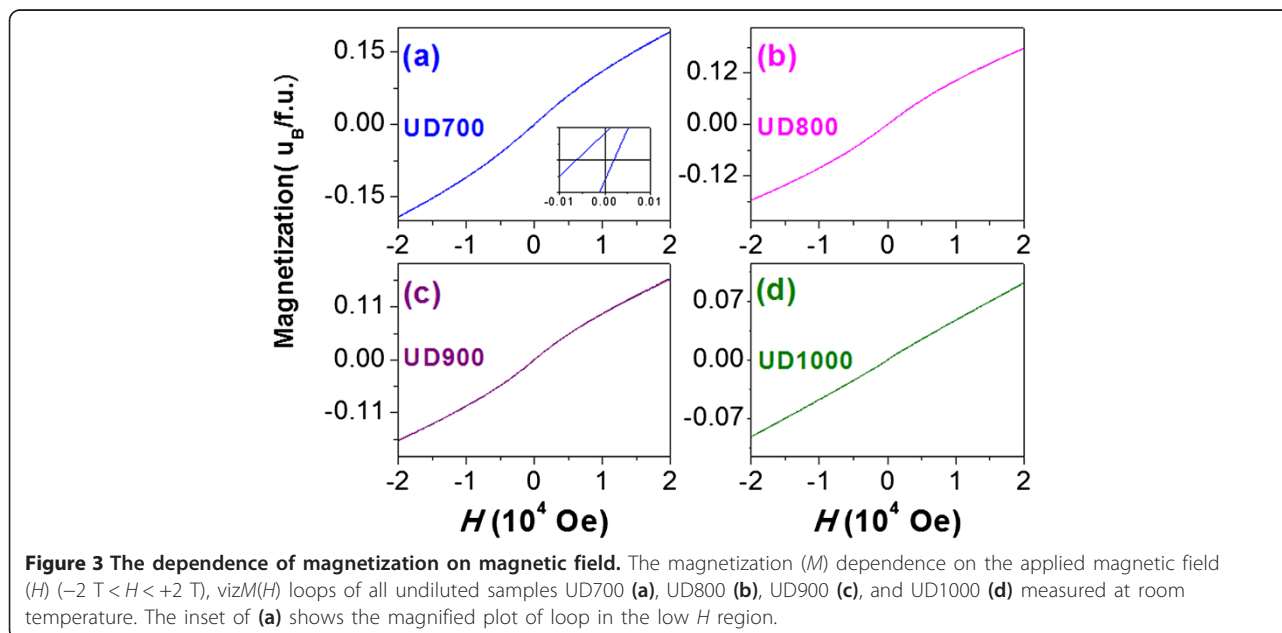 Magnetization( u_B/f.u.)
(a)
UD700
0.15
0.00
-0.15
-0.01 0.00 0.01
-2 -1 0 1 2
(b)
UD800
0.12
0.00
-0.12
-2 -1 0 1 2
(c)
UD900
0.11
0.00
-0.11
-2 -1 0 1 2
H (10^4 Oe)
(d)
UD1000
0.07
0.00
-0.07
-2 -1 0 1 2
H (10^4 Oe)
Figure 3 The dependence of magnetization on magnetic field. The magnetization (M) dependence on the applied magnetic field
(H) (−2 T < H < +2 T), vizM(H) loops of all undiluted samples UD700 (a), UD800 (b), UD900 (c), and UD1000 (d) measured at room
temperature. The inset of (a) shows the magnified plot of loop in the low H region.